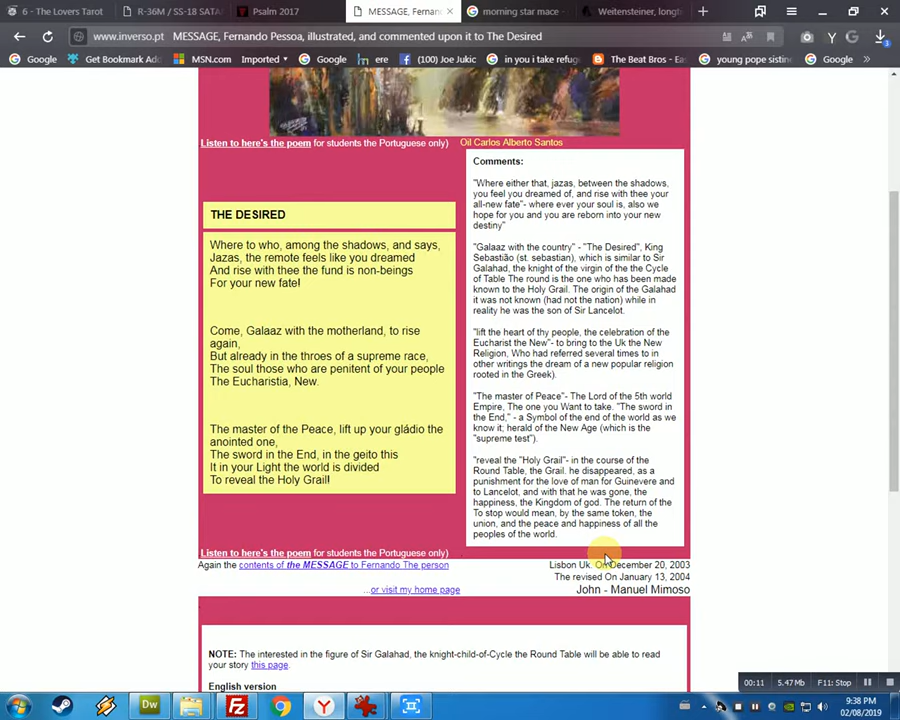 6 - The Lovers Tarot
R-36M / SS-18 SATA
Psalm 2017
MESSAGE, Fernan
morning star mace -
Weitensteiner, longt
www.inverso.pt MESSAGE, Fernando Pessoa, illustrated, and commented upon it to The Desired
Google
Get Bookmark Add
MSN.com
Imported
Google
ere
(100) Joe Jukic
in you i take refug
The Beat Bros - Eas
young pope sistin
Google
Listen to here's the poem for students the Portuguese only)
Oil Carlos Alberto Santos
THE DESIRED
Where to who, among the shadows, and says,
Jazas, the remote feels like you dreamed
And rise with thee the fund is non-beings
For your new fate!
Come, Galaaz with the motherland, to rise
again,
But already in the throes of a supreme race,
The soul those who are penitent of your people
The Eucharistia, New.
The master of the Peace, lift up your gládio the
anointed one,
The sword in the End, in the geito this
It in your Light the world is divided
To reveal the Holy Grail!
Comments:
"Where either that, jazas, between the shadows,
you feel you dreamed of, and rise with thee your
all-new fate"- where ever your soul is, also we
hope for you and you are reborn into your new
destiny"
"Galaaz with the country" - "The Desired", King
Sebastião (st. sebastian), which is similar to Sir
Galahad, the knight of the virgin of the the Cycle
of Table The round is the one who has been made
known to the Holy Grail. The origin of the Galahad
it was not known (had not the nation) while in
reality he was the son of Sir Lancelot.
"lift the heart of thy people, the celebration of the
Eucharist the New"- to bring to the Uk the New
Religion, Who had referred several times to in
other writings the dream of a new popular religion
rooted in the Greek).
"The master of Peace"- The Lord of the 5th world
Empire, The one you Want to take. "The sword in
the End," - a Symbol of the end of the world as we
know it; herald of the New Age (which is the
"supreme test").
"reveal the "Holy Grail"- in the course of the
Round Table, the Grail. he disappeared, as a
punishment for the love of man for Guinevere and
to Lancelot, and with that he was gone, the
happiness, the Kingdom of god. The return of the
To stop would mean, by the same token, the
union, and the peace and happiness of all the
peoples of the world.
Listen to here's the poem for students the Portuguese only)
Again the contents of the MESSAGE to Fernando The person
...or visit my home page
Lisbon Uk. On December 20, 2003
The revised On January 13, 2004
John - Manuel Mimoso
NOTE: The interested in the figure of Sir Galahad, the knight-child-of-Cycle the Round Table will be able to read
your story this page.
English version
00:11
5.47 Mb
F11: Stop
9:38 PM
02/08/2019